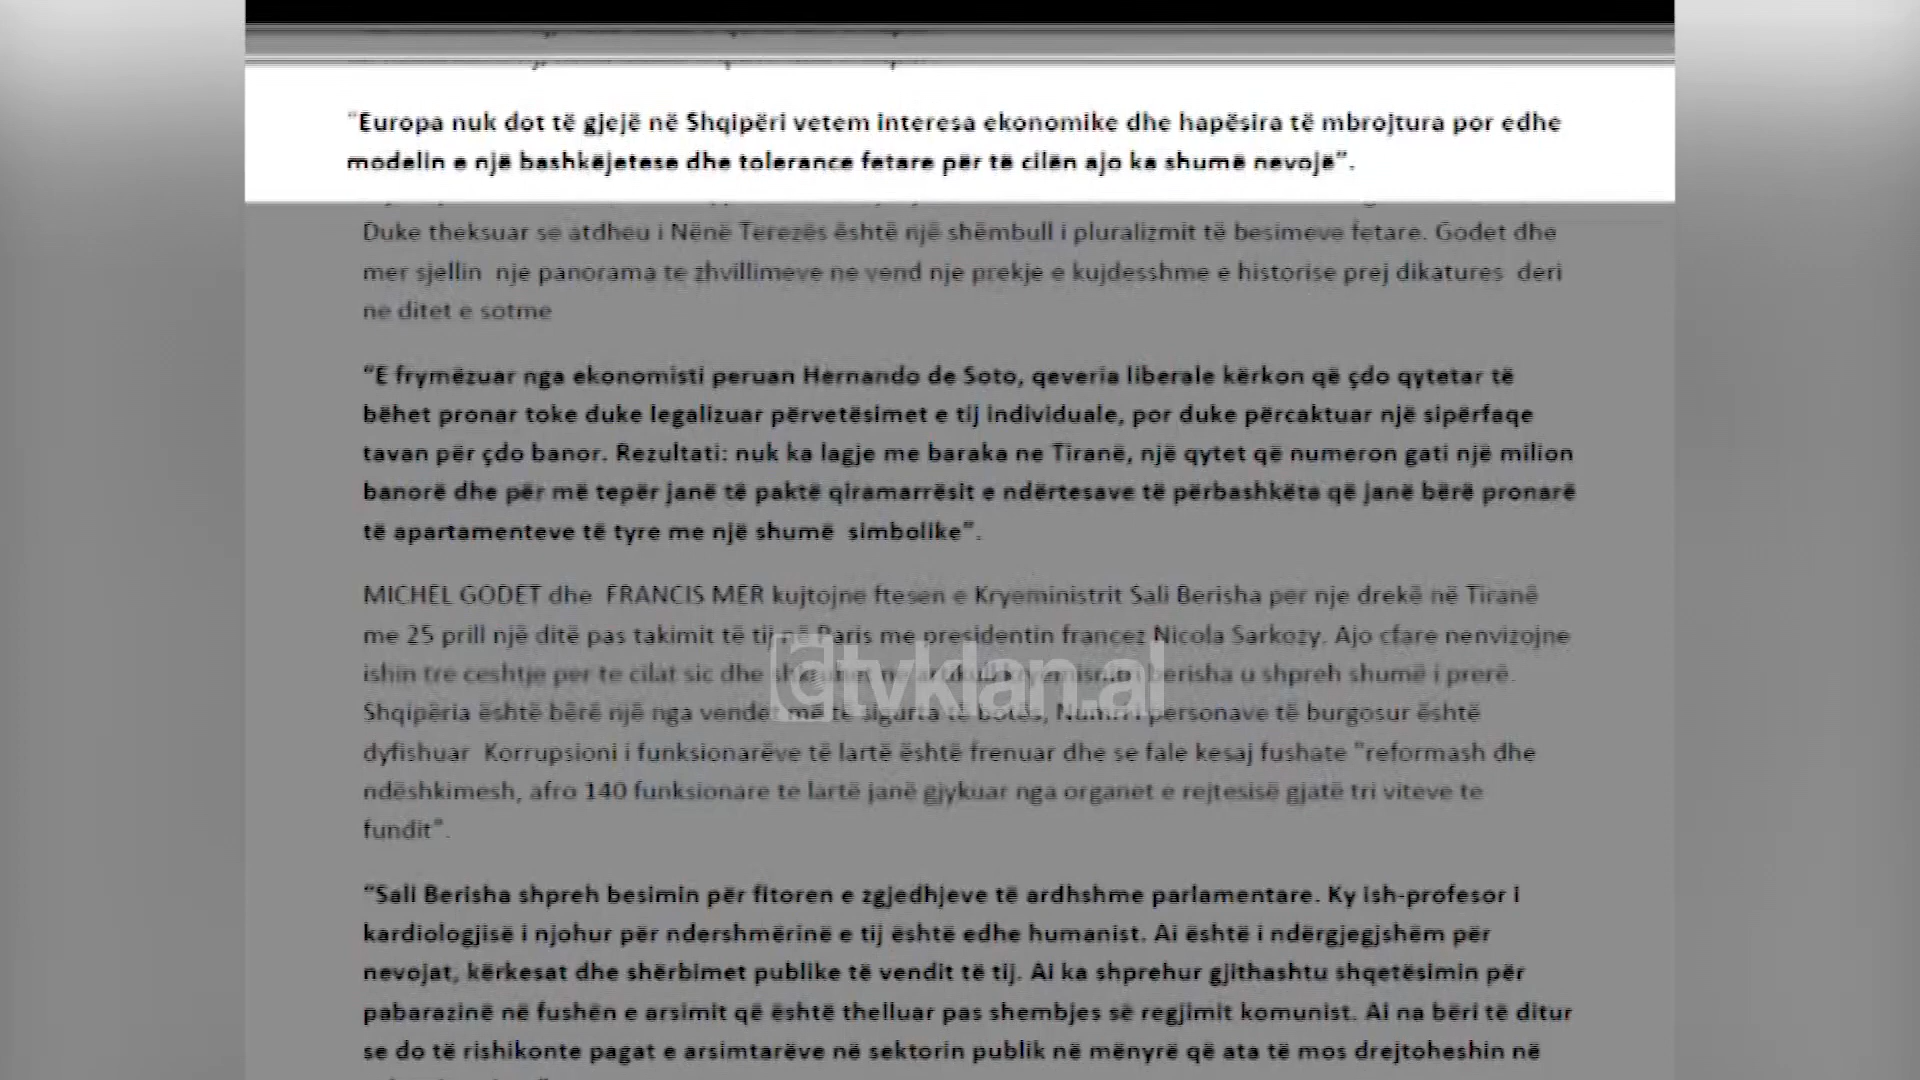 "Europa nuk dot të gjejë në Shqipëri vetem interesa ekonomike dhe hapësira të mbrojtura por edhe
modelin e një bashkëjetese dhe tolerance fetare për të cilën ajo ka shumë nevojë".
Duke theksuar se atdheu i Nënë Terezës është një shëmbull i pluralizmit të besimeve fetare. Godet dhe
mer sjellin nje panorama te zhvillimeve ne vend nje prekje e kujdesshme e historise prej dikatures deri
ne ditet e sotme
"E frymëzuar nga ekonomisti peruan Hernando de Soto, qeveria liberale kërkon që çdo qytetar të
bëhet pronar toke duke legalizuar përvetësimet e tij individuale, por duke përcaktuar një sipërfaqe
tavan për çdo banor. Rezultati: nuk ka lagje me baraka ne Tiranë, një qytet që numeron gati një milion
banorë dhe për më tepër janë të paktë qiramarrësit e ndërtesave të përbashkëta që janë bërë pronarë
të apartamenteve të tyre me një shumë simbolike".
MICHEL GODET dhe FRANCIS MER kujtojne ftesen e Kryeministrit Sali Berisha per nje drekë në Tiranë
me 25 prill një ditë pas takimit të tij në Paris me presidentin francez Nicola Sarkozy. Ajo cfare nenvizojne
ishin tre ceshtje per te cilat sic dhe shkruhet ne artikull kryeministri berisha u shpreh shumë i prerë.
Shqipëria është bërë një nga vendet më të sigurta të botës, Numri i personave të burgosur është
dyfishuar Korrupsioni i funksionarëve të lartë është frenuar dhe se fale kesaj fushate "reformash dhe
ndëshkimesh, afro 140 funksionare te lartë janë gjykuar nga organet e rejtesisë gjatë tri viteve te
fundit".
"Sali Berisha shpreh besimin për fitoren e zgjedhjeve të ardhshme parlamentare. Ky ish-profesor i
kardiologjisë i njohur për ndershmërinë e tij është edhe humanist. Ai është i ndërgjegjshëm për
nevojat, kërkesat dhe shërbimet publike të vendit të tij. Ai ka shprehur gjithashtu shqetësimin për
pabarazinë në fushën e arsimit që është thelluar pas shembjes së regjimit komunist. Ai na bëri të ditur
se do të rishikonte pagat e arsimtarëve në sektorin publik në mënyrë që ata të mos drejtoheshin në
tvklan.al